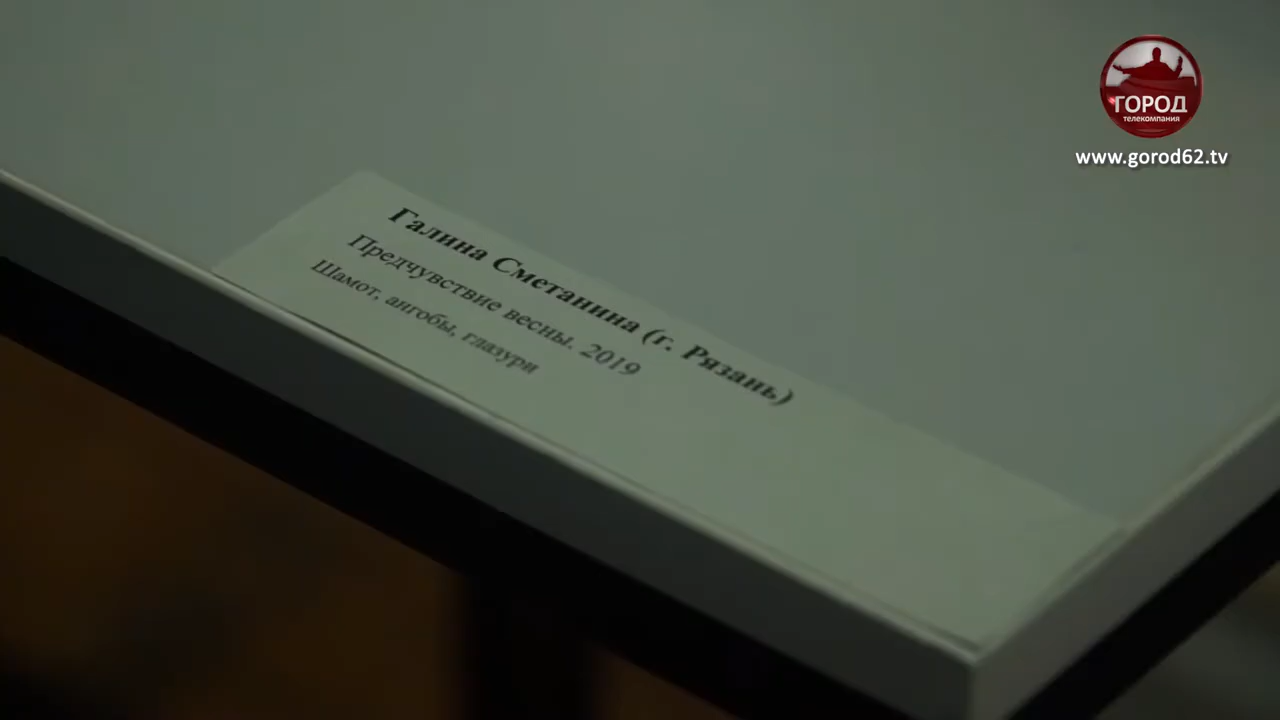 ГОРОД
телекомпания
www.gorod62.tv
Галина Сметанина (г. Рязань)
Предчувствие весны. 2019
Шамот, ангобы, глазури